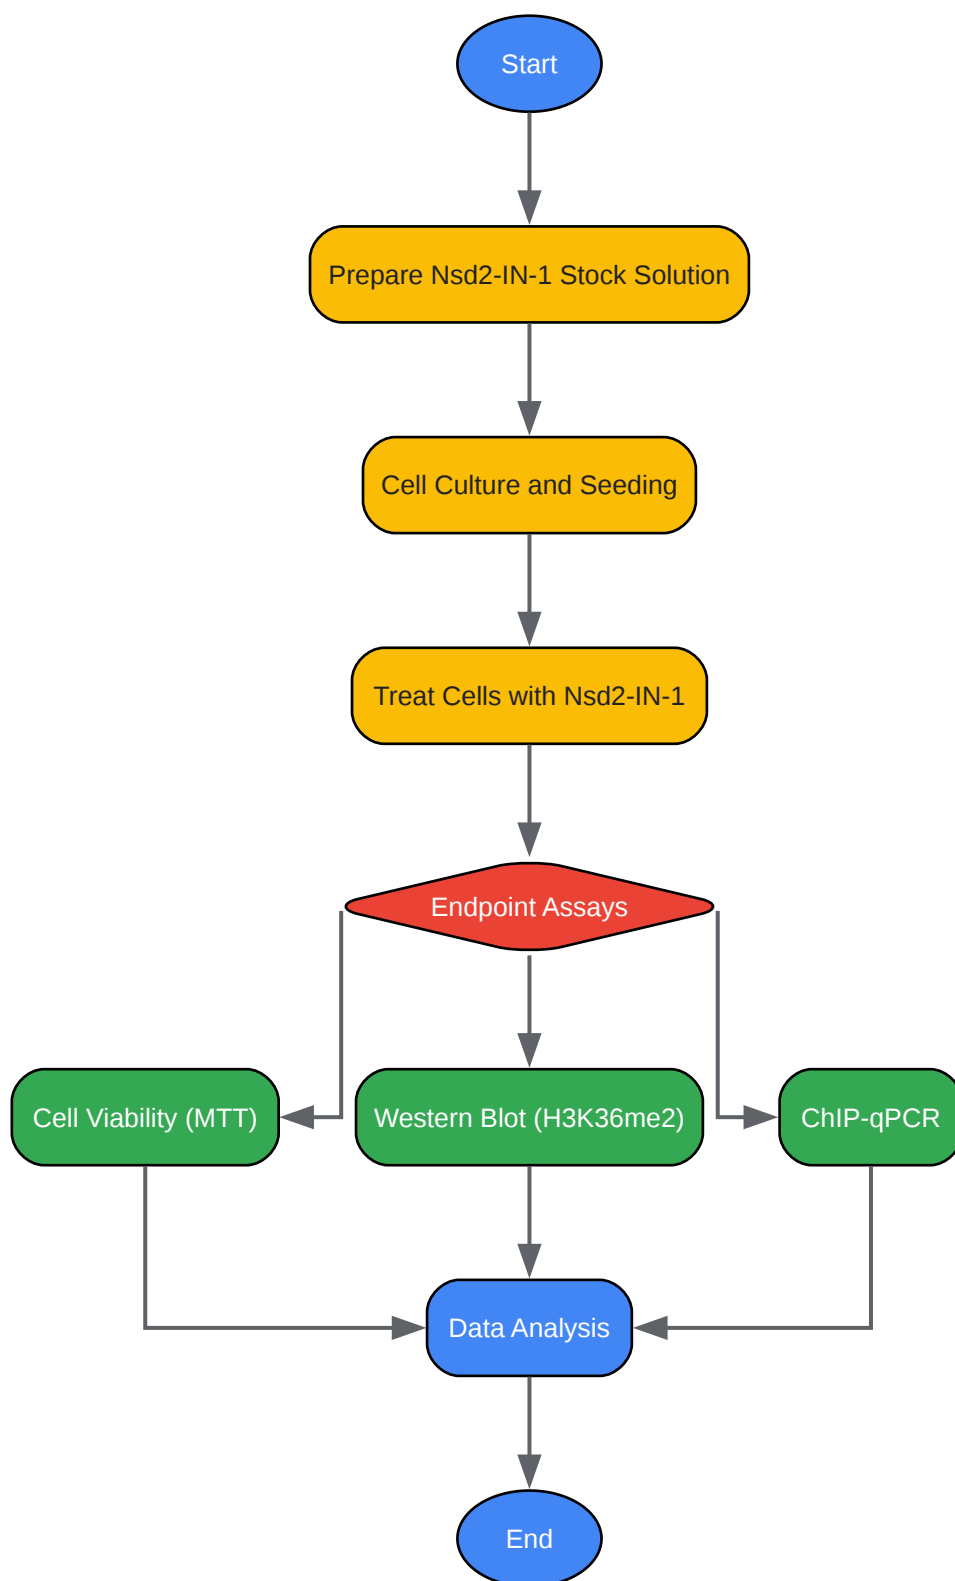 Start
Prepare Nsd2-IN-1 Stock Solution
Cell Culture and Seeding
Treat Cells with Nsd2-IN-1
Endpoint Assays
Cell Viability (MTT)
Western Blot (H3K36me2)
ChIP-qPCR
Data Analysis
End